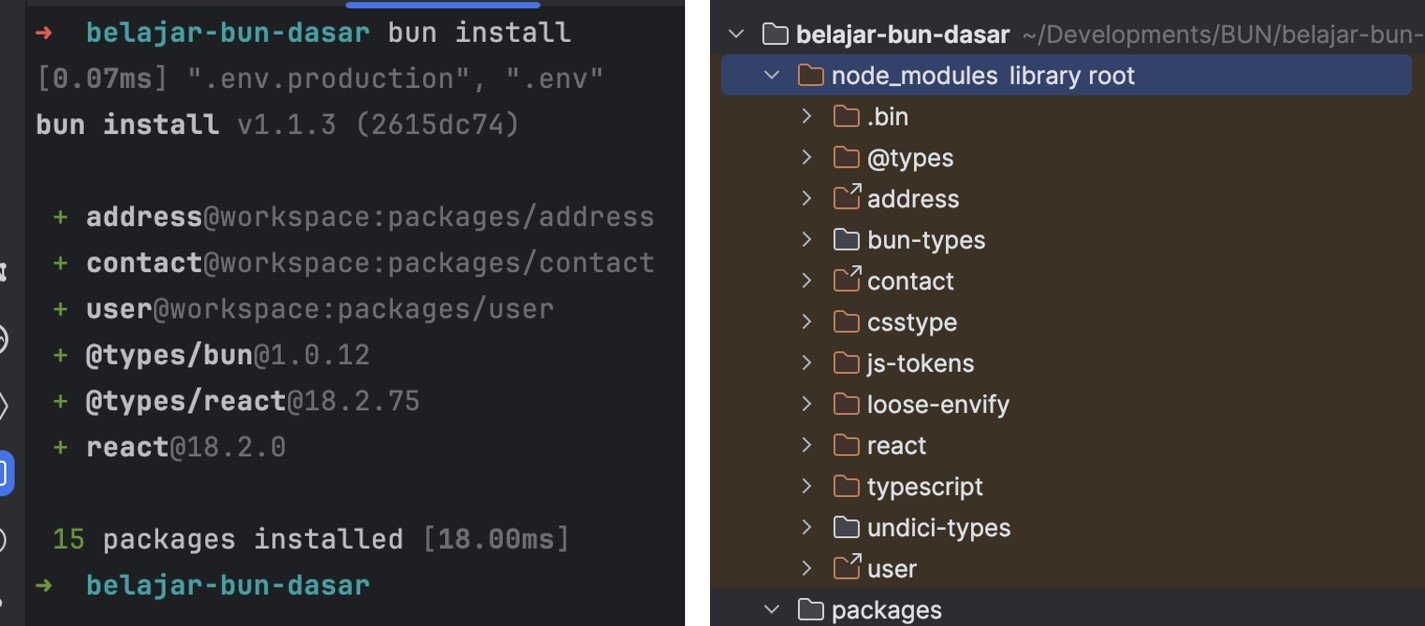 → belajar-bun-dasar bun install
[0.07ms] ".env.production", ".env"
bun install v1.1.3 (2615dc74)
+ address@workspace:packages/address
+ contact@workspace:packages/contact
+ user@workspace:packages/user
+ @types/bun@1.0.12
+ @types/react@18.2.75
+ react@18.2.0
15 packages installed [18.00ms]
→ belajar-bun-dasar
belajar-bun-dasar ~/Developments/BUN/belajar-bun-
node_modules library root
.bin
@types
address
bun-types
contact
csstype
js-tokens
loose-envify
react
typescript
undici-types
user
packages